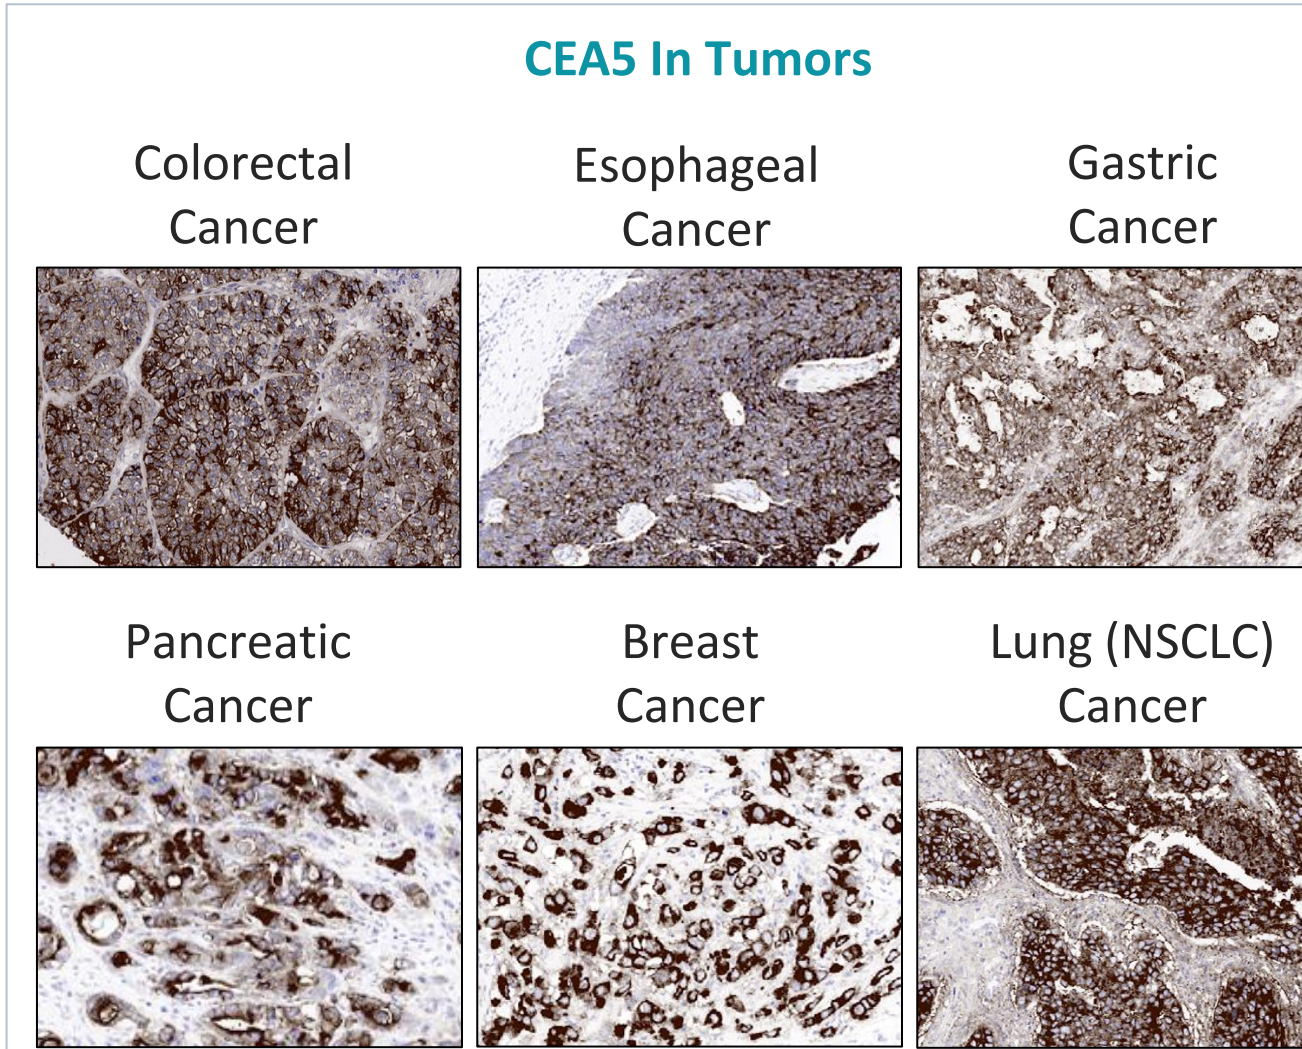 CEA5 In Tumors
Colorectal
Cancer
Esophageal
Cancer
Gastric
Cancer
Pancreatic
Cancer
Breast
Cancer
Lung (NSCLC)
Cancer